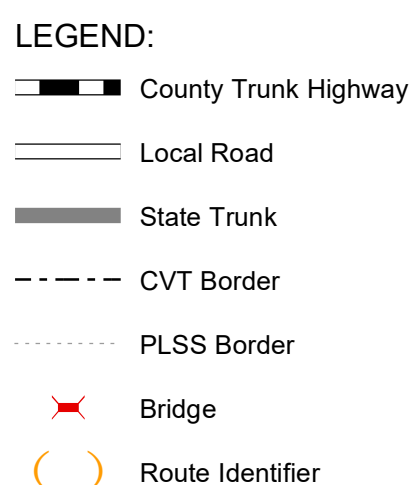 LEGEND:
County Trunk Highway
Local Road
State Trunk
CVT Border
PLSS Border
Bridge
( ) Route Identifier